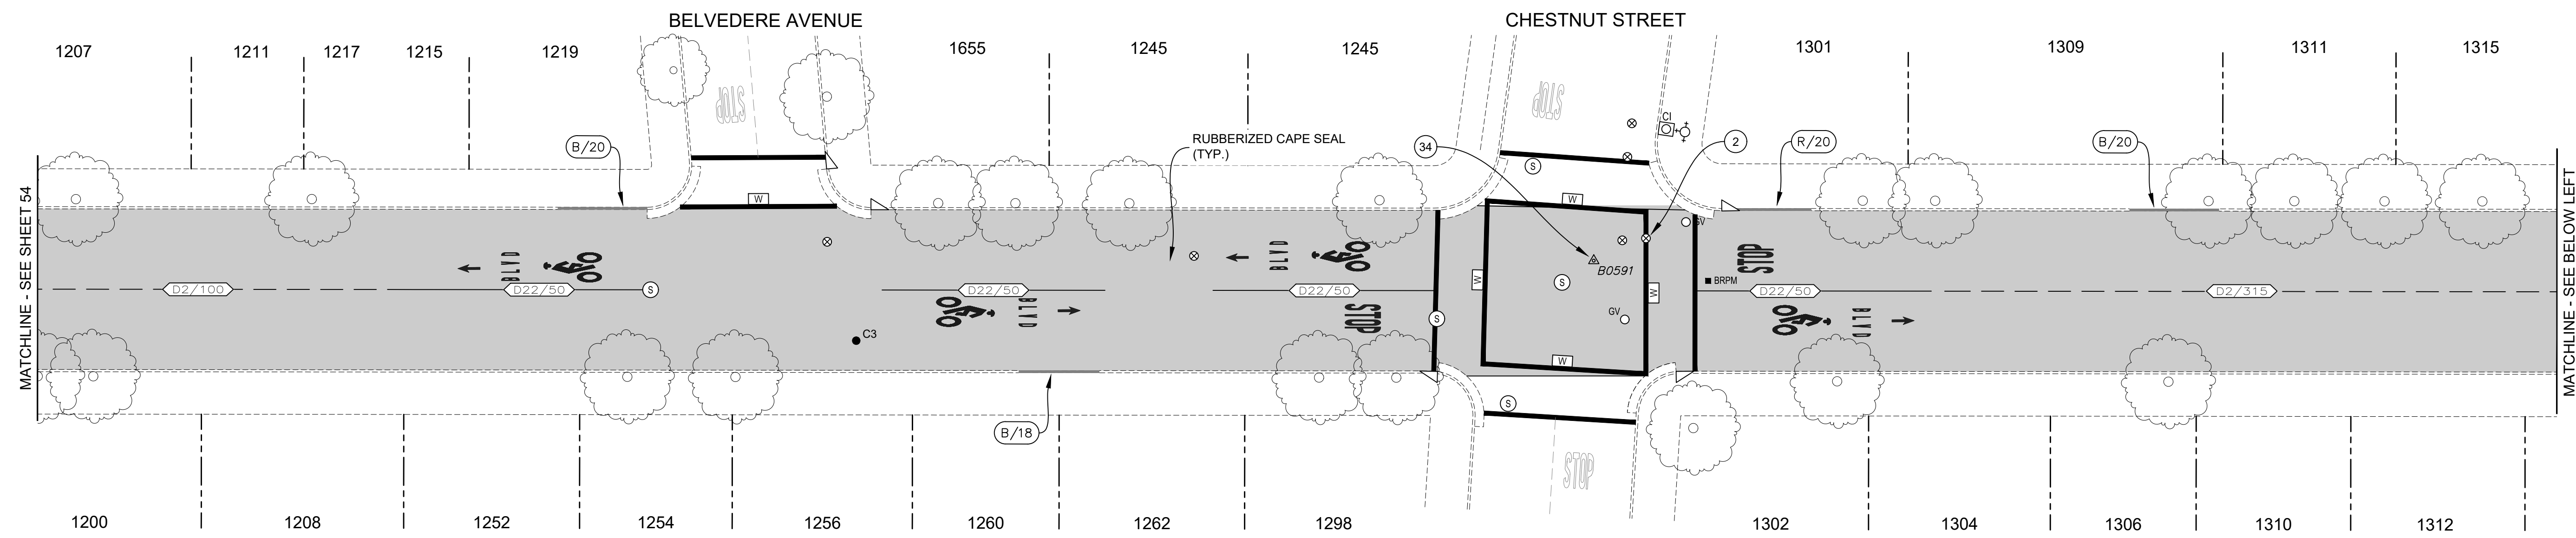 BELVEDERE AVENUE CHESTNUT STREET
1207 1211 1217 1215 1219 1655 1245 1245 1301 1309 1311 1315
STOP STOP
CI
B/20 RUBBERIZED CAPE SEAL 34 2 R/20 B/20
(TYP.)
S
W W
MATCHLINE - SEE SHEET 54
GV
BLVD BLVD STOP
B0591
W S W BRPM
D2/100 D22/50 S D22/50 D22/50 D22/50 D2/315
BLVD STOP S GV BLVD
C3
W
MATCHLINE - SEE BELOW LEFT
S
B/18
STOP
1200 1208 1252 1254 1256 1260 1262 1298 1302 1304 1306 1310 1312